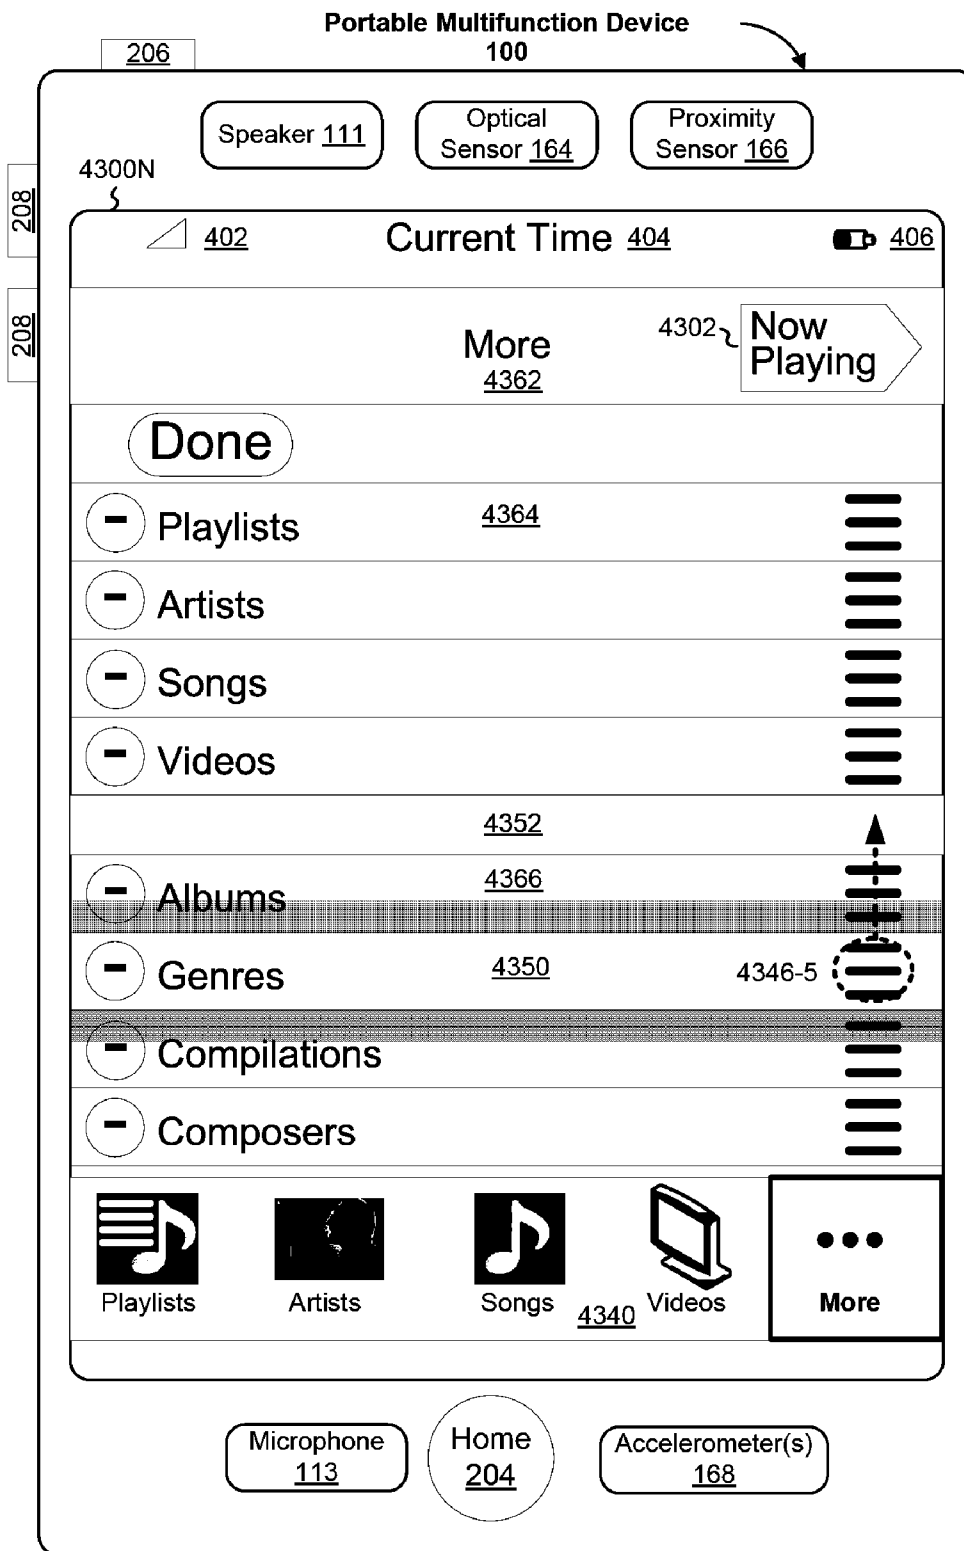 Portable Multifunction Device
100
206
Speaker 111
Optical
Sensor 164
Proximity
Sensor 166
4300N
208
208
402
Current Time 404
406
More
4362
4302
Now
Playing
Done
Playlists
4364
Artists
Songs
Videos
4352
Albums
4366
Genres
4350
4346-5
Compilations
Composers
Playlists
Artists
Songs
4340
Videos
More
Microphone
113
Home
204
Accelerometer(s)
168